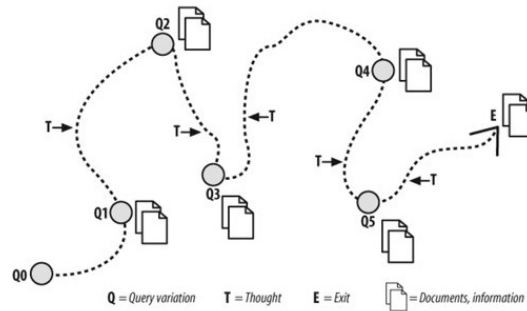 Q2
Q4
E
T
T
T
T
Q3
T
Q1
Q5
Q0
Q = Query variation T = Thought E = Exit = Documents, information